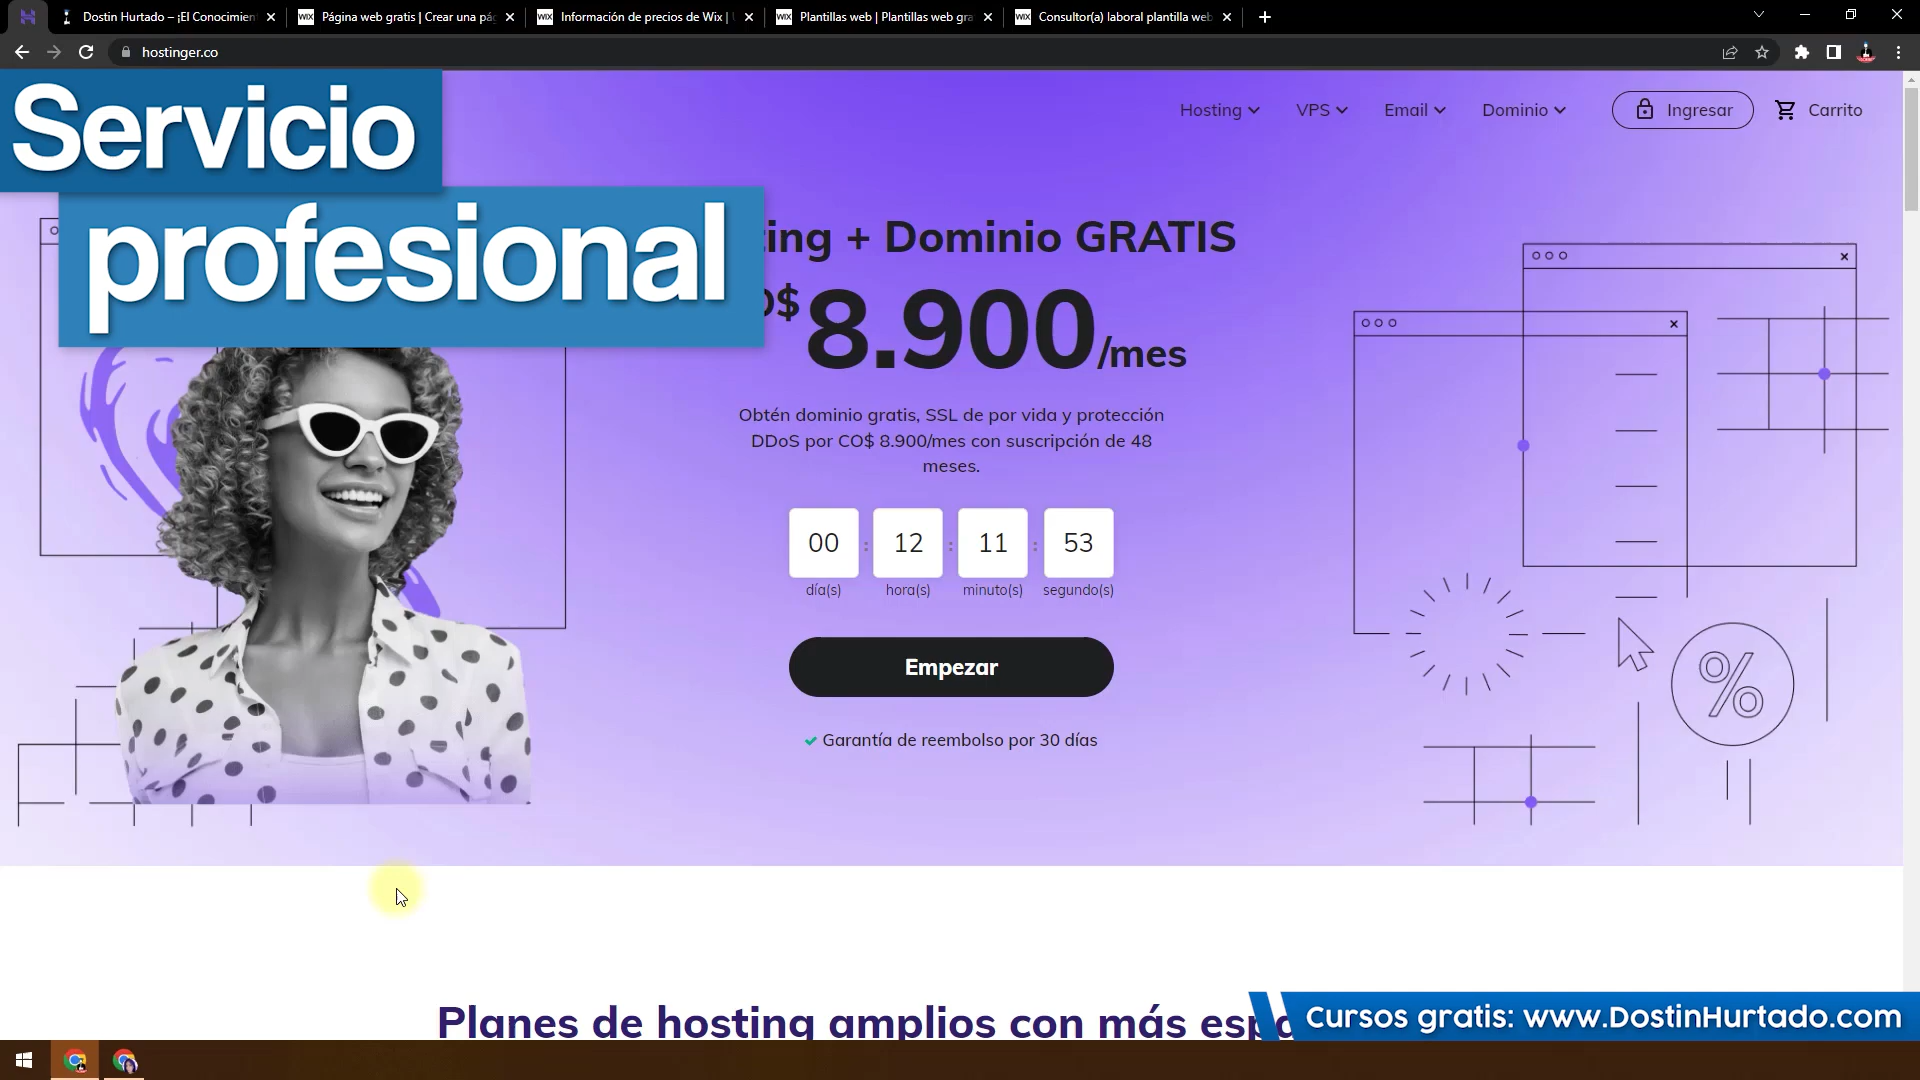 Dostin Hurtado – ¡El Conocimien
Página web gratis | Crear una pág
Información de precios de Wix |
Plantillas web | Plantillas web gra
Consultor(a) laboral plantilla web
hostinger.co
Servicio
profesional
Hosting
VPS
Email
Dominio
Ingresar
Carrito
ting + Dominio GRATIS
O$ 8.900/mes
Obtén dominio gratis, SSL de por vida y protección
DDoS por CO$ 8.900/mes con suscripción de 48
meses.
00 : 12 : 11 : 53
día(s) hora(s) minuto(s) segundo(s)
Empezar
Garantía de reembolso por 30 días
%
Planes de hosting amplios con más espa
Cursos gratis: www.DostinHurtado.com